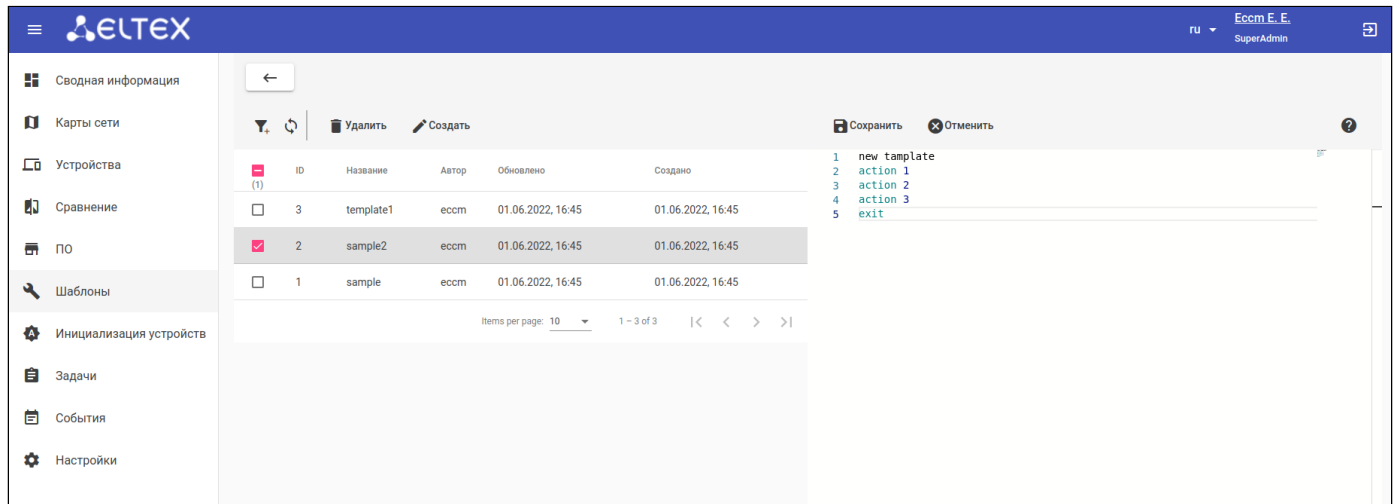 ELTEX
ru
Eccm E. E.
SuperAdmin
Сводная информация
Карты сети
Устройства
Сравнение
ПО
Шаблоны
Инициализация устройств
Задачи
События
Настройки
Удалить Создать
(1) ID Название Автор Обновлено Создано
3 template1 eccm 01.06.2022, 16:45 01.06.2022, 16:45
2 sample2 eccm 01.06.2022, 16:45 01.06.2022, 16:45
1 sample eccm 01.06.2022, 16:45 01.06.2022, 16:45
Items per page: 10 1 – 3 of 3
Сохранить Отменить
1 new tamplate
2 action 1
3 action 2
4 action 3
5 exit